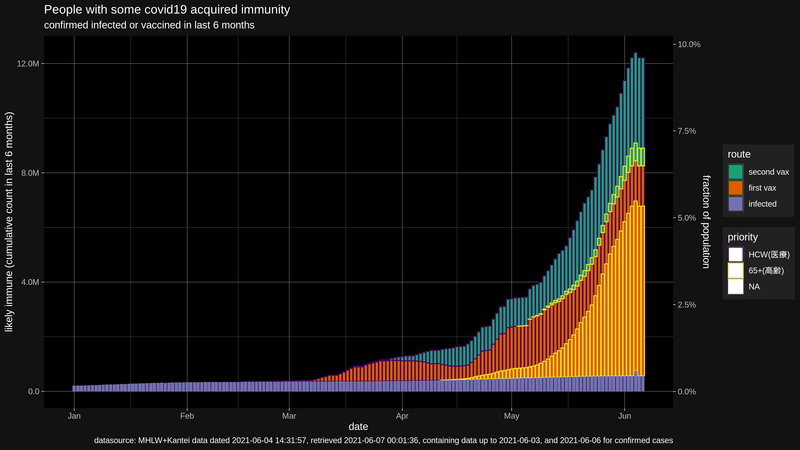 People with some covid19 acquired immunity
confirmed infected or vaccined in last 6 months
likely immune (cumulative count in last 6 months)
12.0M
8.0M
4.0M
0.0
10.0%
7.5%
5.0%
2.5%
0.0%
fraction of population
Jan Feb Mar Apr May Jun
date
route
second vax
first vax
infected
priority
HCW(医療)
65+(高齢)
NA
datasource: MHLW+Kantei data dated 2021-06-04 14:31:57, retrieved 2021-06-07 00:01:36, containing data up to 2021-06-03, and 2021-06-06 for confirmed cases